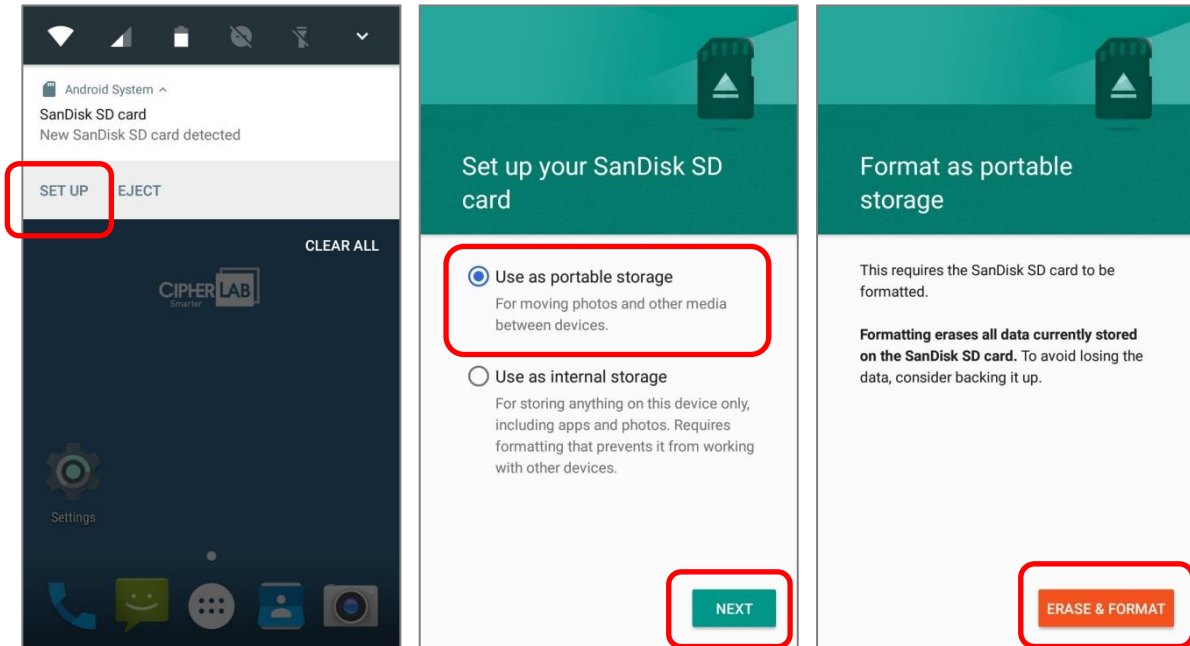 Android System
SanDisk SD card
New SanDisk SD card detected
SET UP EJECT
CLEAR ALL
CIPHERLAB
Smarter
Settings
Set up your SanDisk SD
card
Use as portable storage
For moving photos and other media
between devices.
Use as internal storage
For storing anything on this device only,
including apps and photos. Requires
formatting that prevents it from working
with other devices.
NEXT
Format as portable
storage
This requires the SanDisk SD card to be
formatted.
Formatting erases all data currently stored
on the SanDisk SD card. To avoid losing the
data, consider backing it up.
ERASE & FORMAT